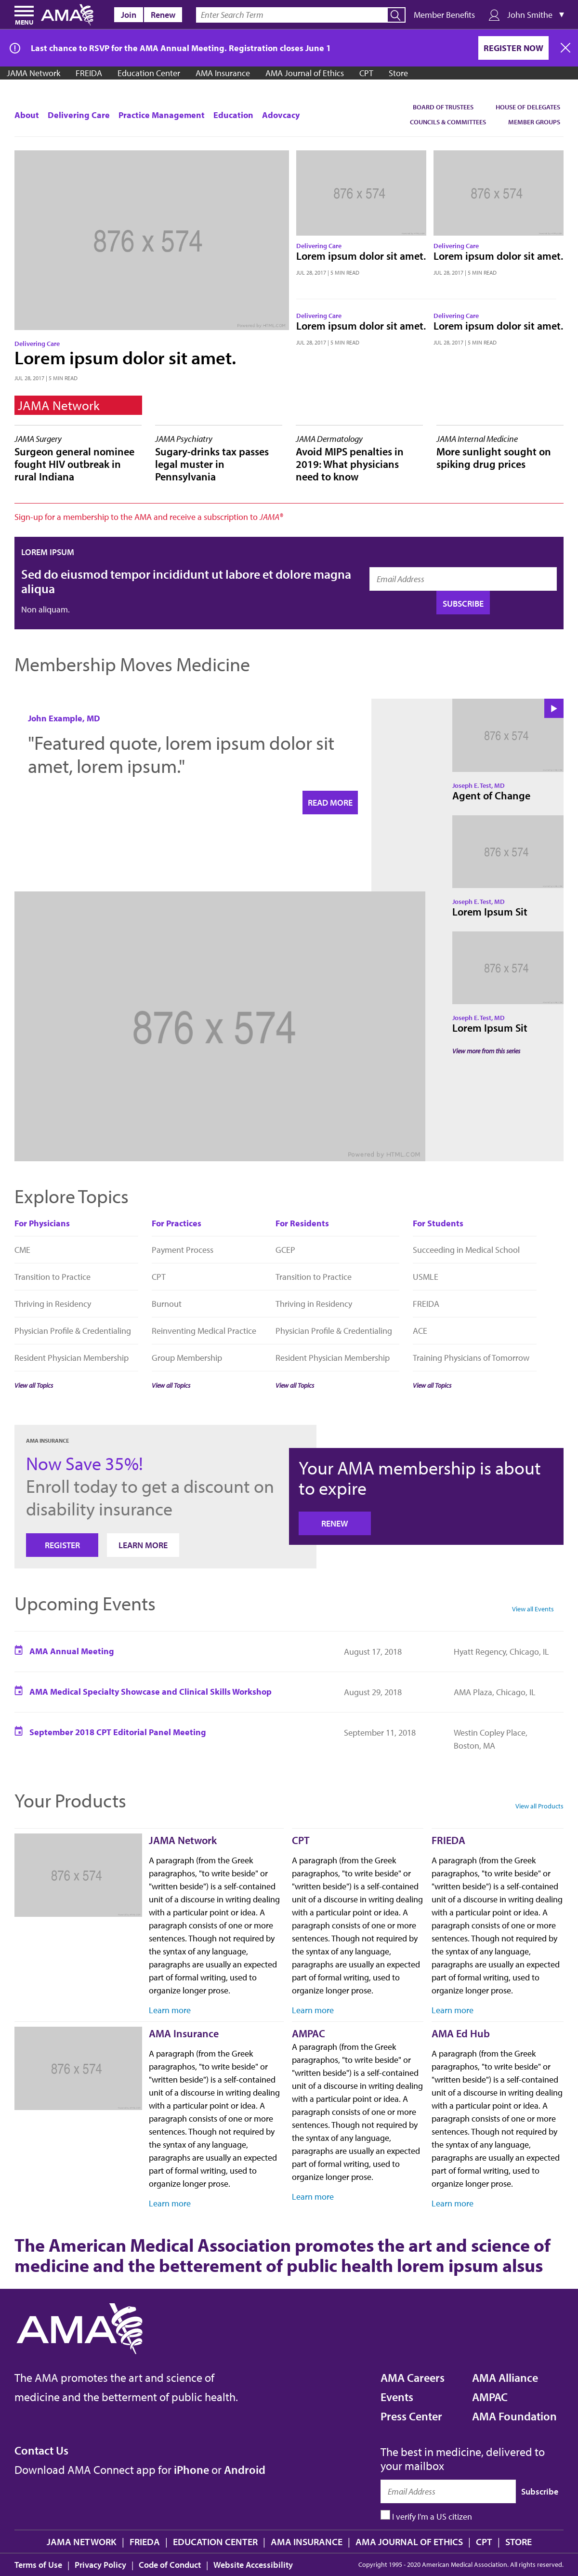 MENU
AMA
Join
Renew
Enter Search Term
Member Benefits
John Smithe
Last chance to RSVP for the AMA Annual Meeting. Registration closes June 1
REGISTER NOW
JAMA Network FREIDA Education Center AMA Insurance AMA Journal of Ethics CPT Store
BOARD OF TRUSTEES HOUSE OF DELEGATES
About Delivering Care Practice Management Education Adovcacy
COUNCILS & COMMITTEES MEMBER GROUPS
876 x 574
Powered by HTML.COM
Delivering Care
Lorem ipsum dolor sit amet.
JUL 28, 2017 | 5 MIN READ
876 x 574
Delivering Care
Lorem ipsum dolor sit amet.
JUL 28, 2017 | 5 MIN READ
876 x 574
Delivering Care
Lorem ipsum dolor sit amet.
JUL 28, 2017 | 5 MIN READ
Delivering Care
Lorem ipsum dolor sit amet.
JUL 28, 2017 | 5 MIN READ
Delivering Care
Lorem ipsum dolor sit amet.
JUL 28, 2017 | 5 MIN READ
JAMA Network
JAMA Surgery
Surgeon general nominee
fought HIV outbreak in
rural Indiana
JAMA Psychiatry
Sugary-drinks tax passes
legal muster in
Pennsylvania
JAMA Dermatology
Avoid MIPS penalties in
2019: What physicians
need to know
JAMA Internal Medicine
More sunlight sought on
spiking drug prices
Sign-up for a membership to the AMA and receive a subscription to JAMA®
LOREM IPSUM
Sed do eiusmod tempor incididunt ut labore et dolore magna
aliqua
Non aliquam.
Email Address
SUBSCRIBE
Membership Moves Medicine
John Example, MD
"Featured quote, lorem ipsum dolor sit
amet, lorem ipsum."
READ MORE
876 x 574
Powered by HTML.COM
876 x 574
Joseph E. Test, MD
Agent of Change
876 x 574
Joseph E. Test, MD
Lorem Ipsum Sit
876 x 574
Joseph E. Test, MD
Lorem Ipsum Sit
View more from this series
Explore Topics
For Physicians
CME
Transition to Practice
Thriving in Residency
Physician Profile & Credentialing
Resident Physician Membership
View all Topics
For Practices
Payment Process
CPT
Burnout
Reinventing Medical Practice
Group Membership
View all Topics
For Residents
GCEP
Transition to Practice
Thriving in Residency
Physician Profile & Credentialing
Resident Physician Membership
View all Topics
For Students
Succeeding in Medical School
USMLE
FREIDA
ACE
Training Physicians of Tomorrow
View all Topics
AMA INSURANCE
Now Save 35%!
Enroll today to get a discount on
disability insurance
REGISTER
LEARN MORE
Your AMA membership is about
to expire
RENEW
Upcoming Events
View all Events
AMA Annual Meeting August 17, 2018 Hyatt Regency, Chicago, IL
AMA Medical Specialty Showcase and Clinical Skills Workshop August 29, 2018 AMA Plaza, Chicago, IL
September 2018 CPT Editorial Panel Meeting September 11, 2018 Westin Copley Place,
Boston, MA
Your Products
View all Products
876 x 574
JAMA Network
A paragraph (from the Greek
paragraphos, "to write beside" or
"written beside") is a self-contained
unit of a discourse in writing dealing
with a particular point or idea. A
paragraph consists of one or more
sentences. Though not required by
the syntax of any language,
paragraphs are usually an expected
part of formal writing, used to
organize longer prose.
Learn more
CPT
A paragraph (from the Greek
paragraphos, "to write beside" or
"written beside") is a self-contained
unit of a discourse in writing dealing
with a particular point or idea. A
paragraph consists of one or more
sentences. Though not required by
the syntax of any language,
paragraphs are usually an expected
part of formal writing, used to
organize longer prose.
Learn more
FRIEDA
A paragraph (from the Greek
paragraphos, "to write beside" or
"written beside") is a self-contained
unit of a discourse in writing dealing
with a particular point or idea. A
paragraph consists of one or more
sentences. Though not required by
the syntax of any language,
paragraphs are usually an expected
part of formal writing, used to
organize longer prose.
Learn more
876 x 574
AMA Insurance
A paragraph (from the Greek
paragraphos, "to write beside" or
"written beside") is a self-contained
unit of a discourse in writing dealing
with a particular point or idea. A
paragraph consists of one or more
sentences. Though not required by
the syntax of any language,
paragraphs are usually an expected
part of formal writing, used to
organize longer prose.
Learn more
AMPAC
A paragraph (from the Greek
paragraphos, "to write beside" or
"written beside") is a self-contained
unit of a discourse in writing dealing
with a particular point or idea. A
paragraph consists of one or more
sentences. Though not required by
the syntax of any language,
paragraphs are usually an expected
part of formal writing, used to
organize longer prose.
Learn more
AMA Ed Hub
A paragraph (from the Greek
paragraphos, "to write beside" or
"written beside") is a self-contained
unit of a discourse in writing dealing
with a particular point or idea. A
paragraph consists of one or more
sentences. Though not required by
the syntax of any language,
paragraphs are usually an expected
part of formal writing, used to
organize longer prose.
Learn more
The American Medical Association promotes the art and science of
medicine and the betterement of public health lorem ipsum alsus
AMA
The AMA promotes the art and science of
medicine and the betterment of public health.
AMA Careers AMA Alliance
Events AMPAC
Press Center AMA Foundation
Contact Us
Download AMA Connect app for iPhone or Android
The best in medicine, delivered to
your mailbox
Email Address
Subscribe
I verify I'm a US citizen
JAMA NETWORK | FRIEDA | EDUCATION CENTER | AMA INSURANCE | AMA JOURNAL OF ETHICS | CPT | STORE
Terms of Use | Privacy Policy | Code of Conduct | Website Accessibility
Copyright 1995 - 2020 American Medical Association. All rights reserved.